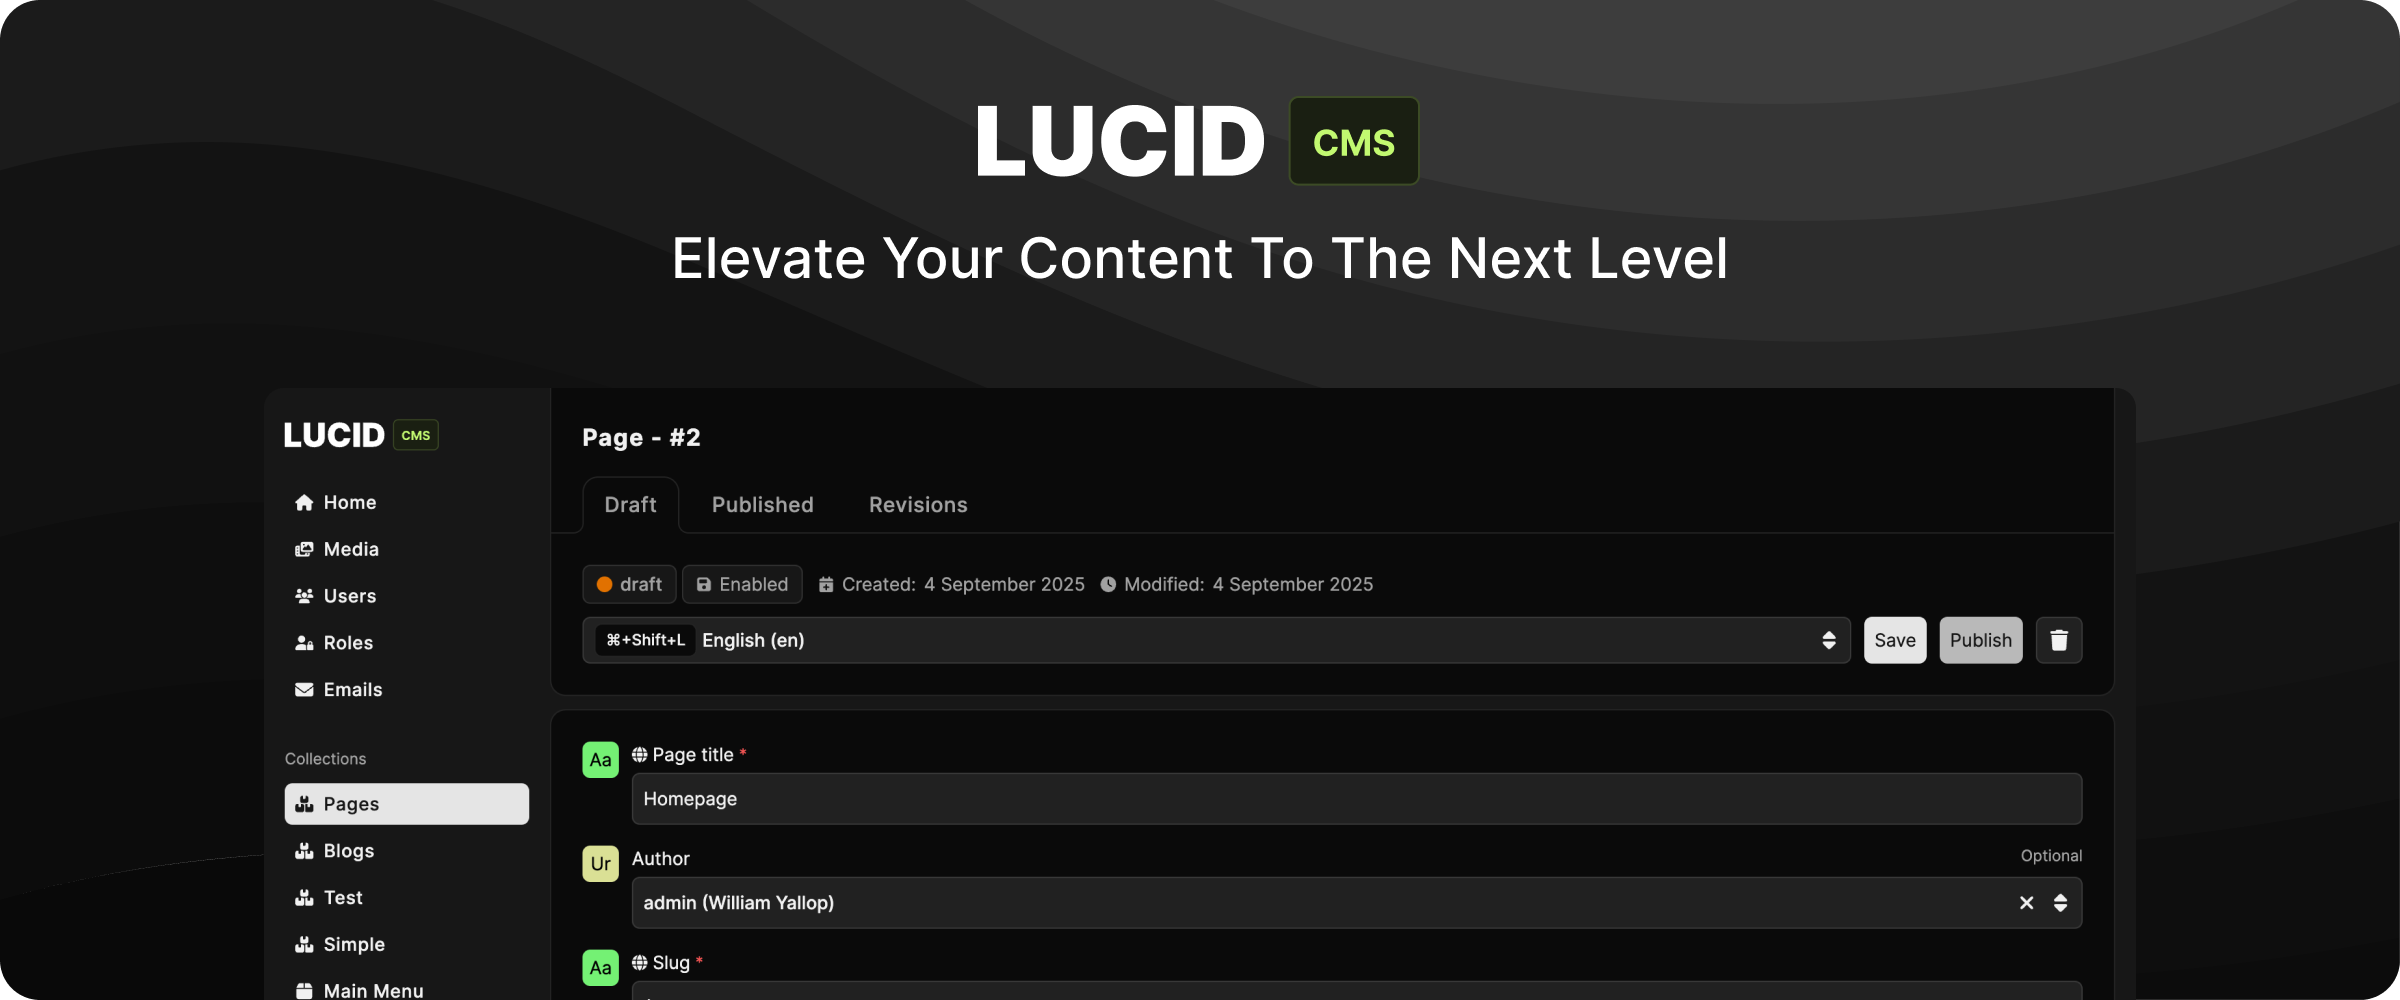 LUCID CMS
Elevate Your Content To The Next Level
LUCID CMS
Home
Media
Users
Roles
Emails
Collections
Pages
Blogs
Test
Simple
Main Menu
Page - #2
Draft Published Revisions
draft Enabled Created: 4 September 2025 Modified: 4 September 2025
⌘+Shift+L English (en) Save Publish
Aa Page title *
Homepage
Ur Author Optional
admin (William Yallop)
Aa Slug *